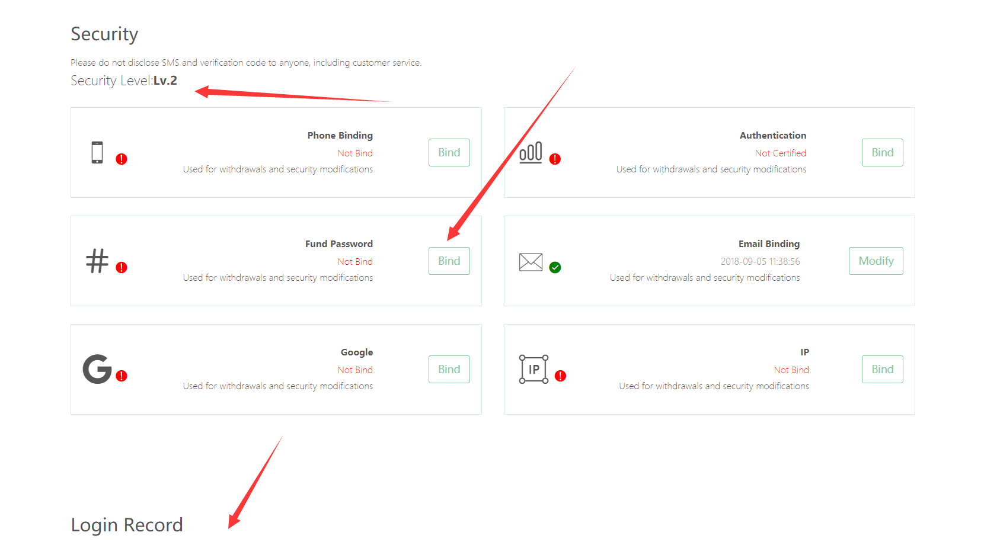 Security
Please do not disclose SMS and verification code to anyone, including customer service.
Security Level:Lv.2
Phone Binding
Not Bind
Used for withdrawals and security modifications
Bind
Authentication
Not Certified
Used for withdrawals and security modifications
Bind
Fund Password
Not Bind
Used for withdrawals and security modifications
Bind
Email Binding
2018-09-05 11:38:56
Used for withdrawals and security modifications
Modify
Google
Not Bind
Used for withdrawals and security modifications
Bind
IP
IP
Not Bind
Used for withdrawals and security modifications
Bind
Login Record